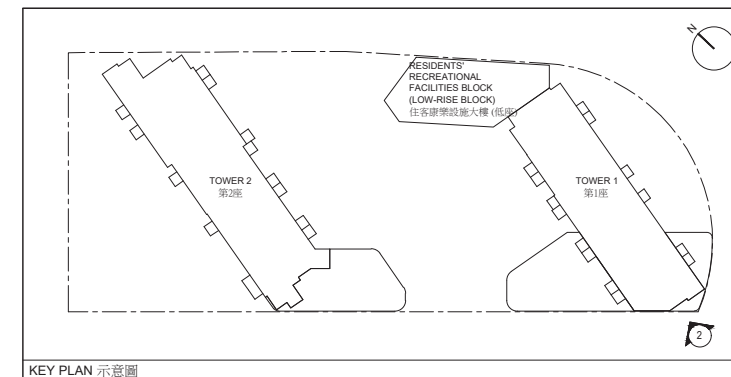 N
RESIDENTS'
RECREATIONAL
FACILITIES BLOCK
(LOW-RISE BLOCK)
住客康樂設施大樓 (低座)
TOWER 2
第2座
TOWER 1
第1座
2
KEY PLAN 示意圖